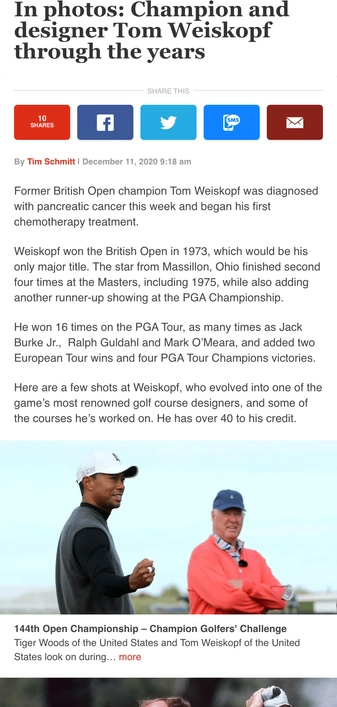 In photos: Champion and
designer Tom Weiskopf
through the years
SHARE THIS
10
SHARES
SMS
By Tim Schmitt | December 11, 2020 9:18 am
Former British Open champion Tom Weiskopf was diagnosed
with pancreatic cancer this week and began his first
chemotherapy treatment.
Weiskopf won the British Open in 1973, which would be his
only major title. The star from Massillon, Ohio finished second
four times at the Masters, including 1975, while also adding
another runner-up showing at the PGA Championship.
He won 16 times on the PGA Tour, as many times as Jack
Burke Jr., Ralph Guldahl and Mark O’Meara, and added two
European Tour wins and four PGA Tour Champions victories.
Here are a few shots at Weiskopf, who evolved into one of the
game’s most renowned golf course designers, and some of
the courses he’s worked on. He has over 40 to his credit.
144th Open Championship – Champion Golfers' Challenge
Tiger Woods of the United States and Tom Weiskopf of the United
States look on during… more